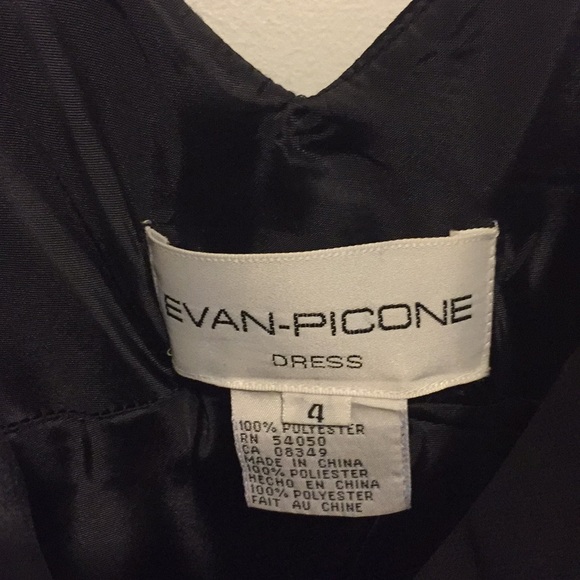 EVAN-PICONE
DRESS
4
100% POLYESTER
RN 54050
CA 08349
MADE IN CHINA
100% POLIESTER
HECHO EN CHINA
100% POLYESTER
FAIT AU CHINE